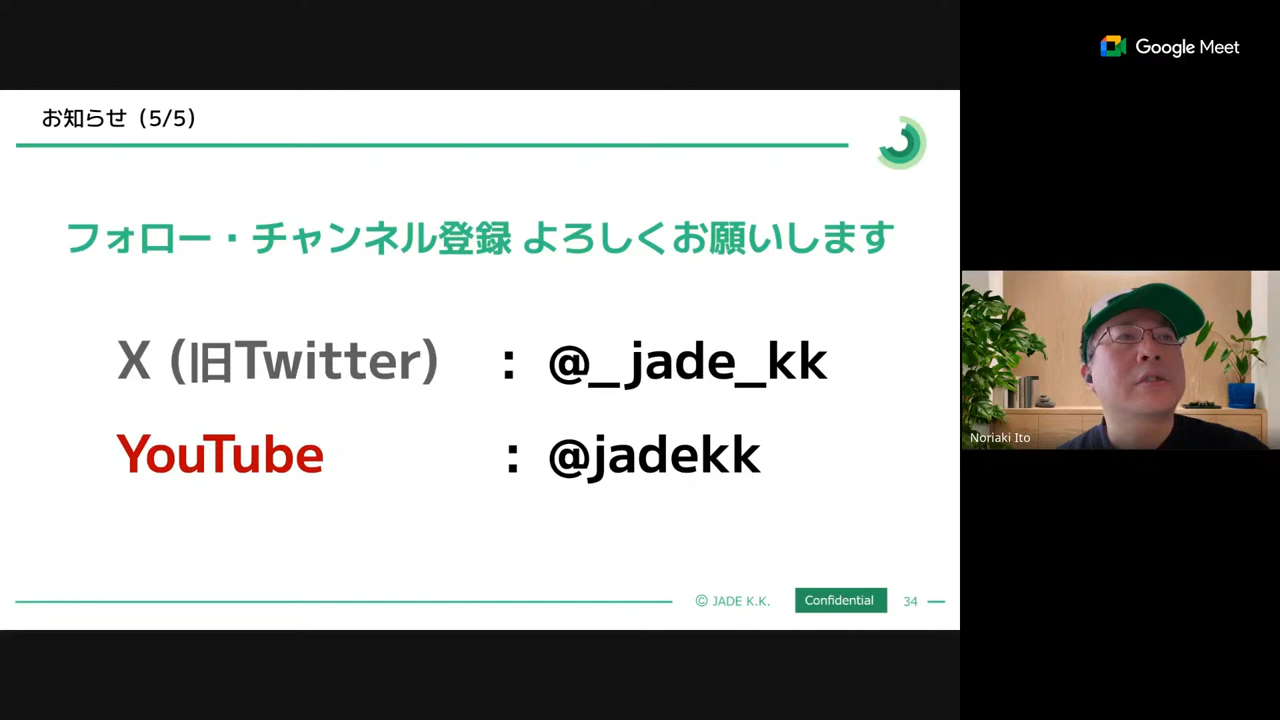 Google Meet
お知らせ（5/5）
フォロー・チャンネル登録 よろしくお願いします
X (旧Twitter) : @_jade_kk
YouTube : @jadekk
Noriaki Ito
© JADE K.K. Confidential 34